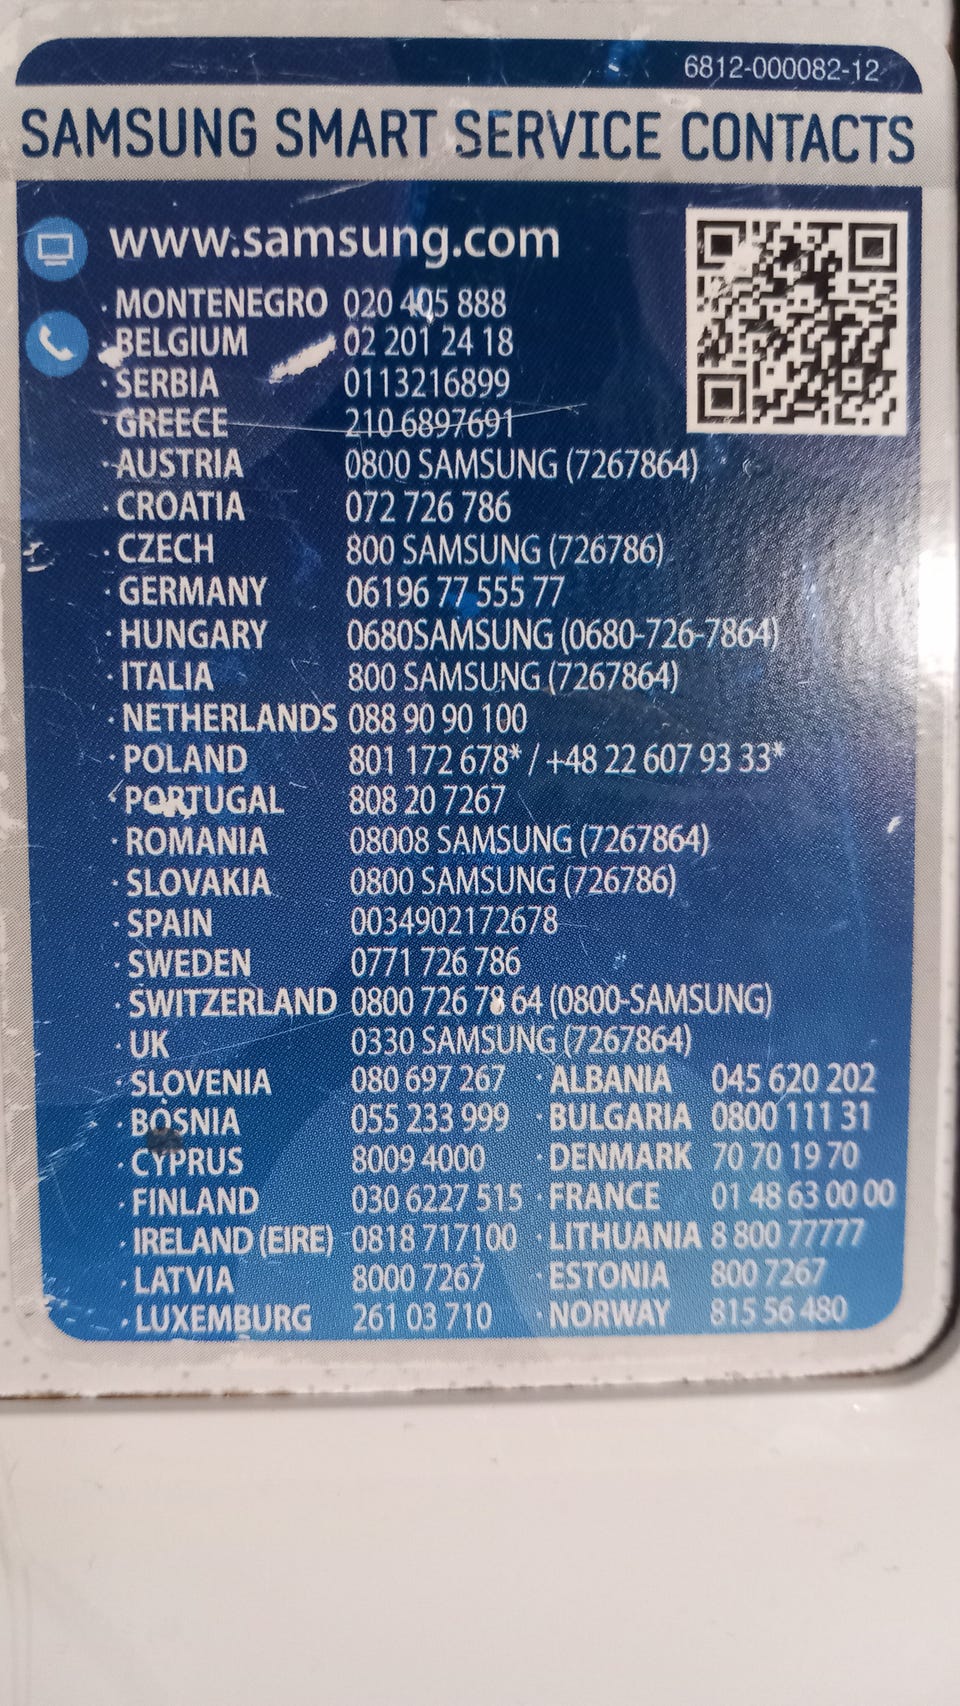 6812-000082-12
SAMSUNG SMART SERVICE CONTACTS
www.samsung.com
· MONTENEGRO 020 405 888
· BELGIUM 02 201 24 18
· SERBIA 0113216899
· GREECE 210 6897691
· AUSTRIA 0800 SAMSUNG (7267864)
· CROATIA 072 726 786
· CZECH 800 SAMSUNG (726786)
· GERMANY 06196 77 555 77
· HUNGARY 0680SAMSUNG (0680-726-7864)
· ITALIA 800 SAMSUNG (7267864)
· NETHERLANDS 088 90 90 100
· POLAND 801 172 678* / +48 22 607 93 33*
· PORTUGAL 808 20 7267
· ROMANIA 08008 SAMSUNG (7267864)
· SLOVAKIA 0800 SAMSUNG (726786)
· SPAIN 0034902172678
· SWEDEN 0771 726 786
· SWITZERLAND 0800 726 78 64 (0800-SAMSUNG)
· UK 0330 SAMSUNG (7267864)
· SLOVENIA 080 697 267 · ALBANIA 045 620 202
· BOSNIA 055 233 999 · BULGARIA 0800 111 31
· CYPRUS 8009 4000 · DENMARK 70 70 19 70
· FINLAND 030 6227 515 · FRANCE 01 48 63 00 00
· IRELAND (EIRE) 0818 717100 · LITHUANIA 8 800 77777
· LATVIA 8000 7267 · ESTONIA 800 7267
· LUXEMBURG 261 03 710 · NORWAY 815 56 480